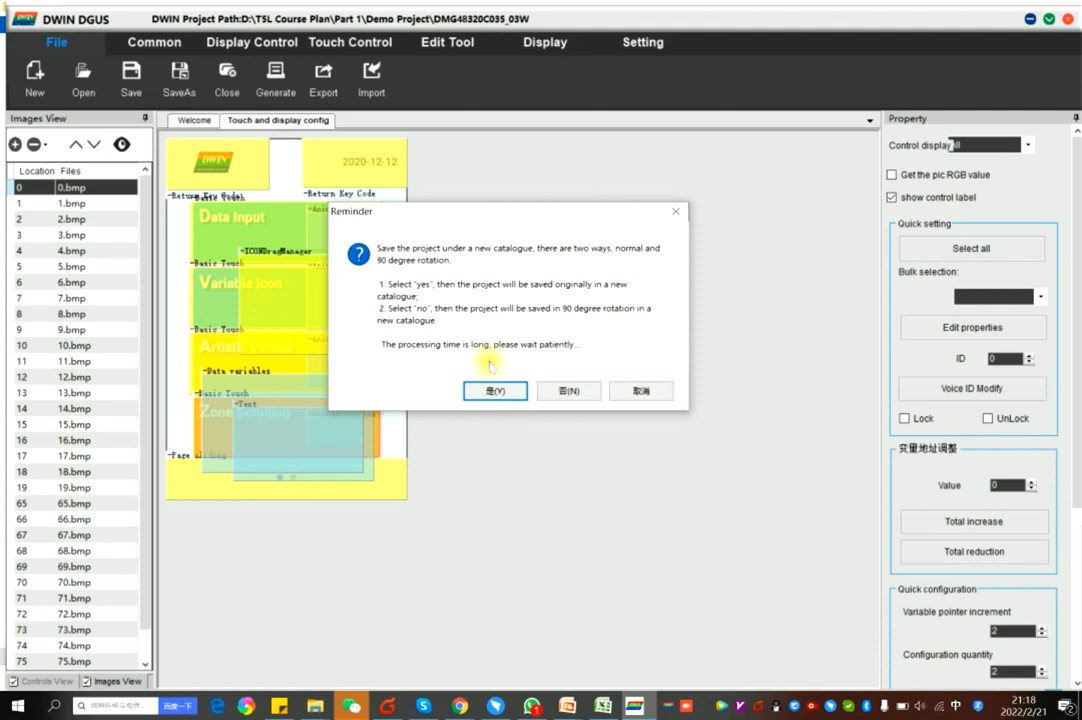 DWIN DGUS
DWIN Project Path:D:\T5L Course Plan\Part 1\Demo Project\DMG48320C035_03W
File
Common
Display Control
Touch Control
Edit Tool
Display
Setting
New
Open
Save
SaveAs
Close
Generate
Export
Import
Images View
Welcome
Touch and display config
Property
Location Files
0 0.bmp
1 1.bmp
2 2.bmp
3 3.bmp
4 4.bmp
5 5.bmp
6 6.bmp
7 7.bmp
8 8.bmp
9 9.bmp
10 10.bmp
11 11.bmp
12 12.bmp
13 13.bmp
14 14.bmp
15 15.bmp
16 16.bmp
17 17.bmp
18 18.bmp
19 19.bmp
65 65.bmp
66 66.bmp
67 67.bmp
68 68.bmp
69 69.bmp
70 70.bmp
71 71.bmp
72 72.bmp
73 73.bmp
74 74.bmp
75 75.bmp
Controls View
Images View
DWIN
2020-12-12
-Return Key Code
-Basic Touch
Data Input
-ICONDragManager
-Basic Touch
Variable Icon
-Basic Touch
-Data variables
-Basic Touch
-Text
Zone Scrolling
Reminder
Save the project under a new catalogue, there are two ways, normal and
90 degree rotation.
1. Select "yes", then the project will be saved originally in a new
catalogue;
2. Select "no", then the project will be saved in 90 degree rotation in a
new catalogue.
The processing time is long, please wait patiently...
是(Y)
否(N)
取消
Control display
Get the pic RGB value
show control label
Quick setting
Select all
Bulk selection:
Edit properties
ID 0
Voice ID Modify
Lock
UnLock
变量地址调整
Value 0
Total increase
Total reduction
Quick configuration
Variable pointer increment
2
Configuration quantity
2
百度一下
中
21:18
2022/2/21